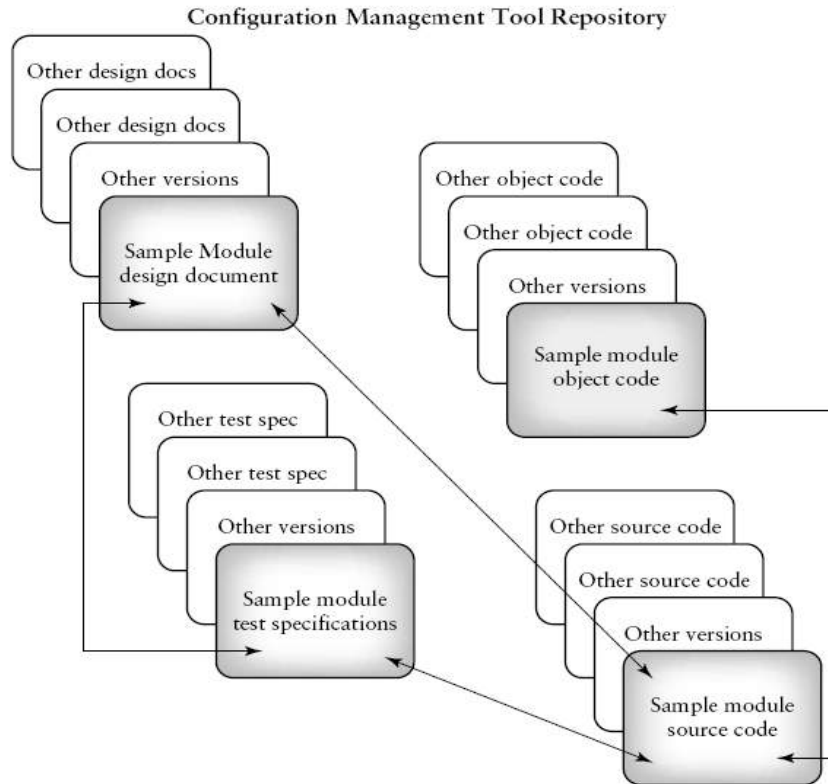 Configuration Management Tool Repository
Other design docs
Other design docs
Other versions
Sample Module
design document
Other object code
Other object code
Other versions
Sample module
object code
Other test spec
Other test spec
Other versions
Sample module
test specifications
Other source code
Other source code
Other versions
Sample module
source code